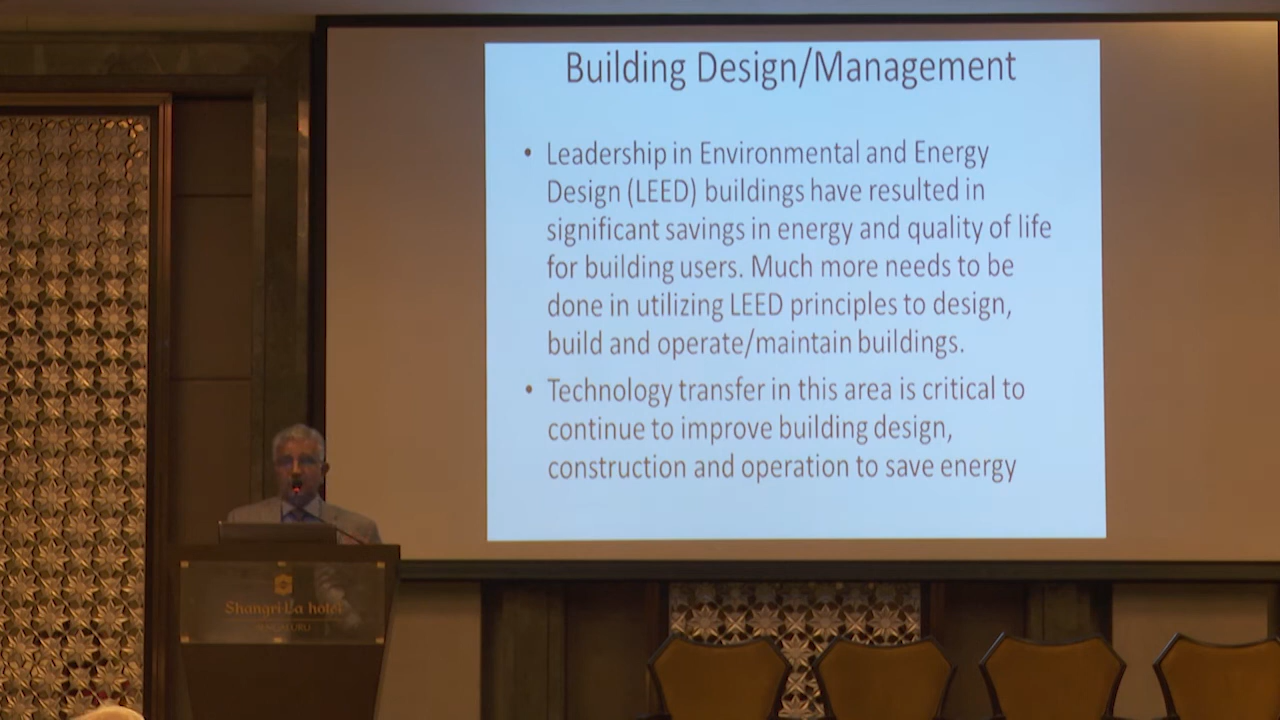 Building Design/Management
• Leadership in Environmental and Energy
Design (LEED) buildings have resulted in
significant savings in energy and quality of life
for building users. Much more needs to be
done in utilizing LEED principles to design,
build and operate/maintain buildings.
• Technology transfer in this area is critical to
continue to improve building design,
construction and operation to save energy
Shangri-La hotel
BENGALURU